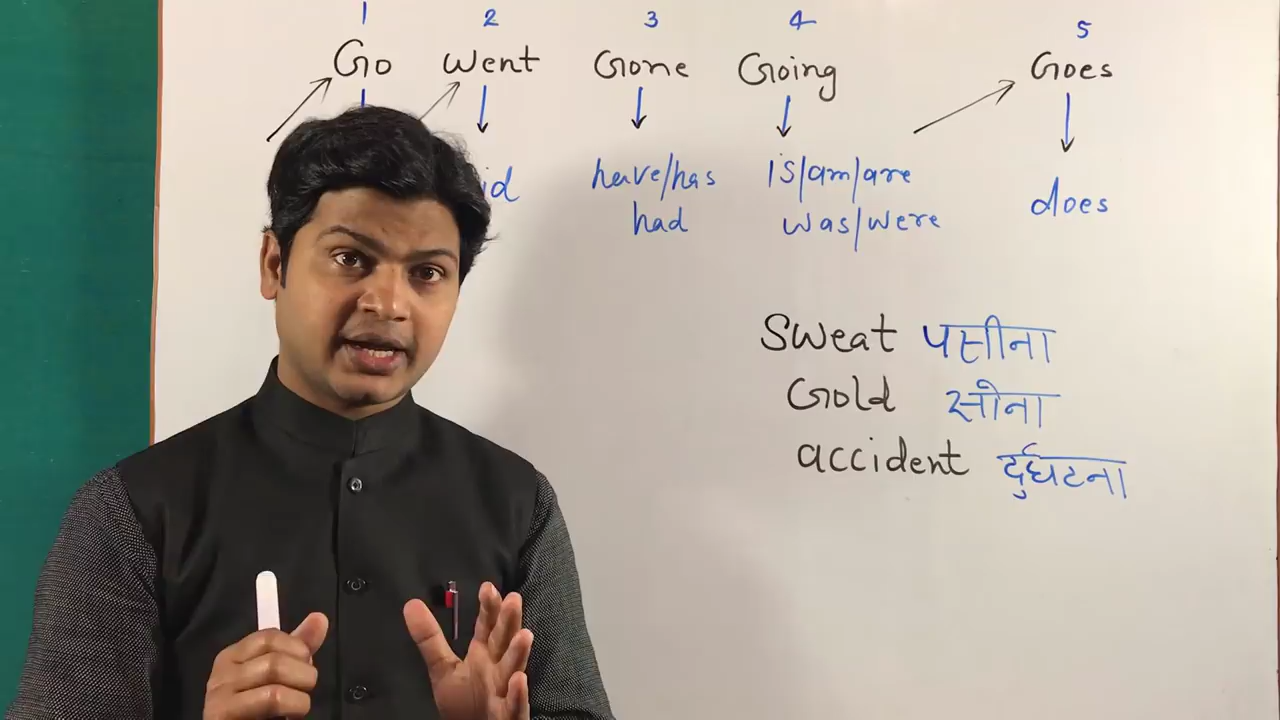 1 2 3 4 5
Go Went Gone Going Goes
have/has is/am/are does
had was/were
Sweat पसीना
Gold सोना
accident दुर्घटना